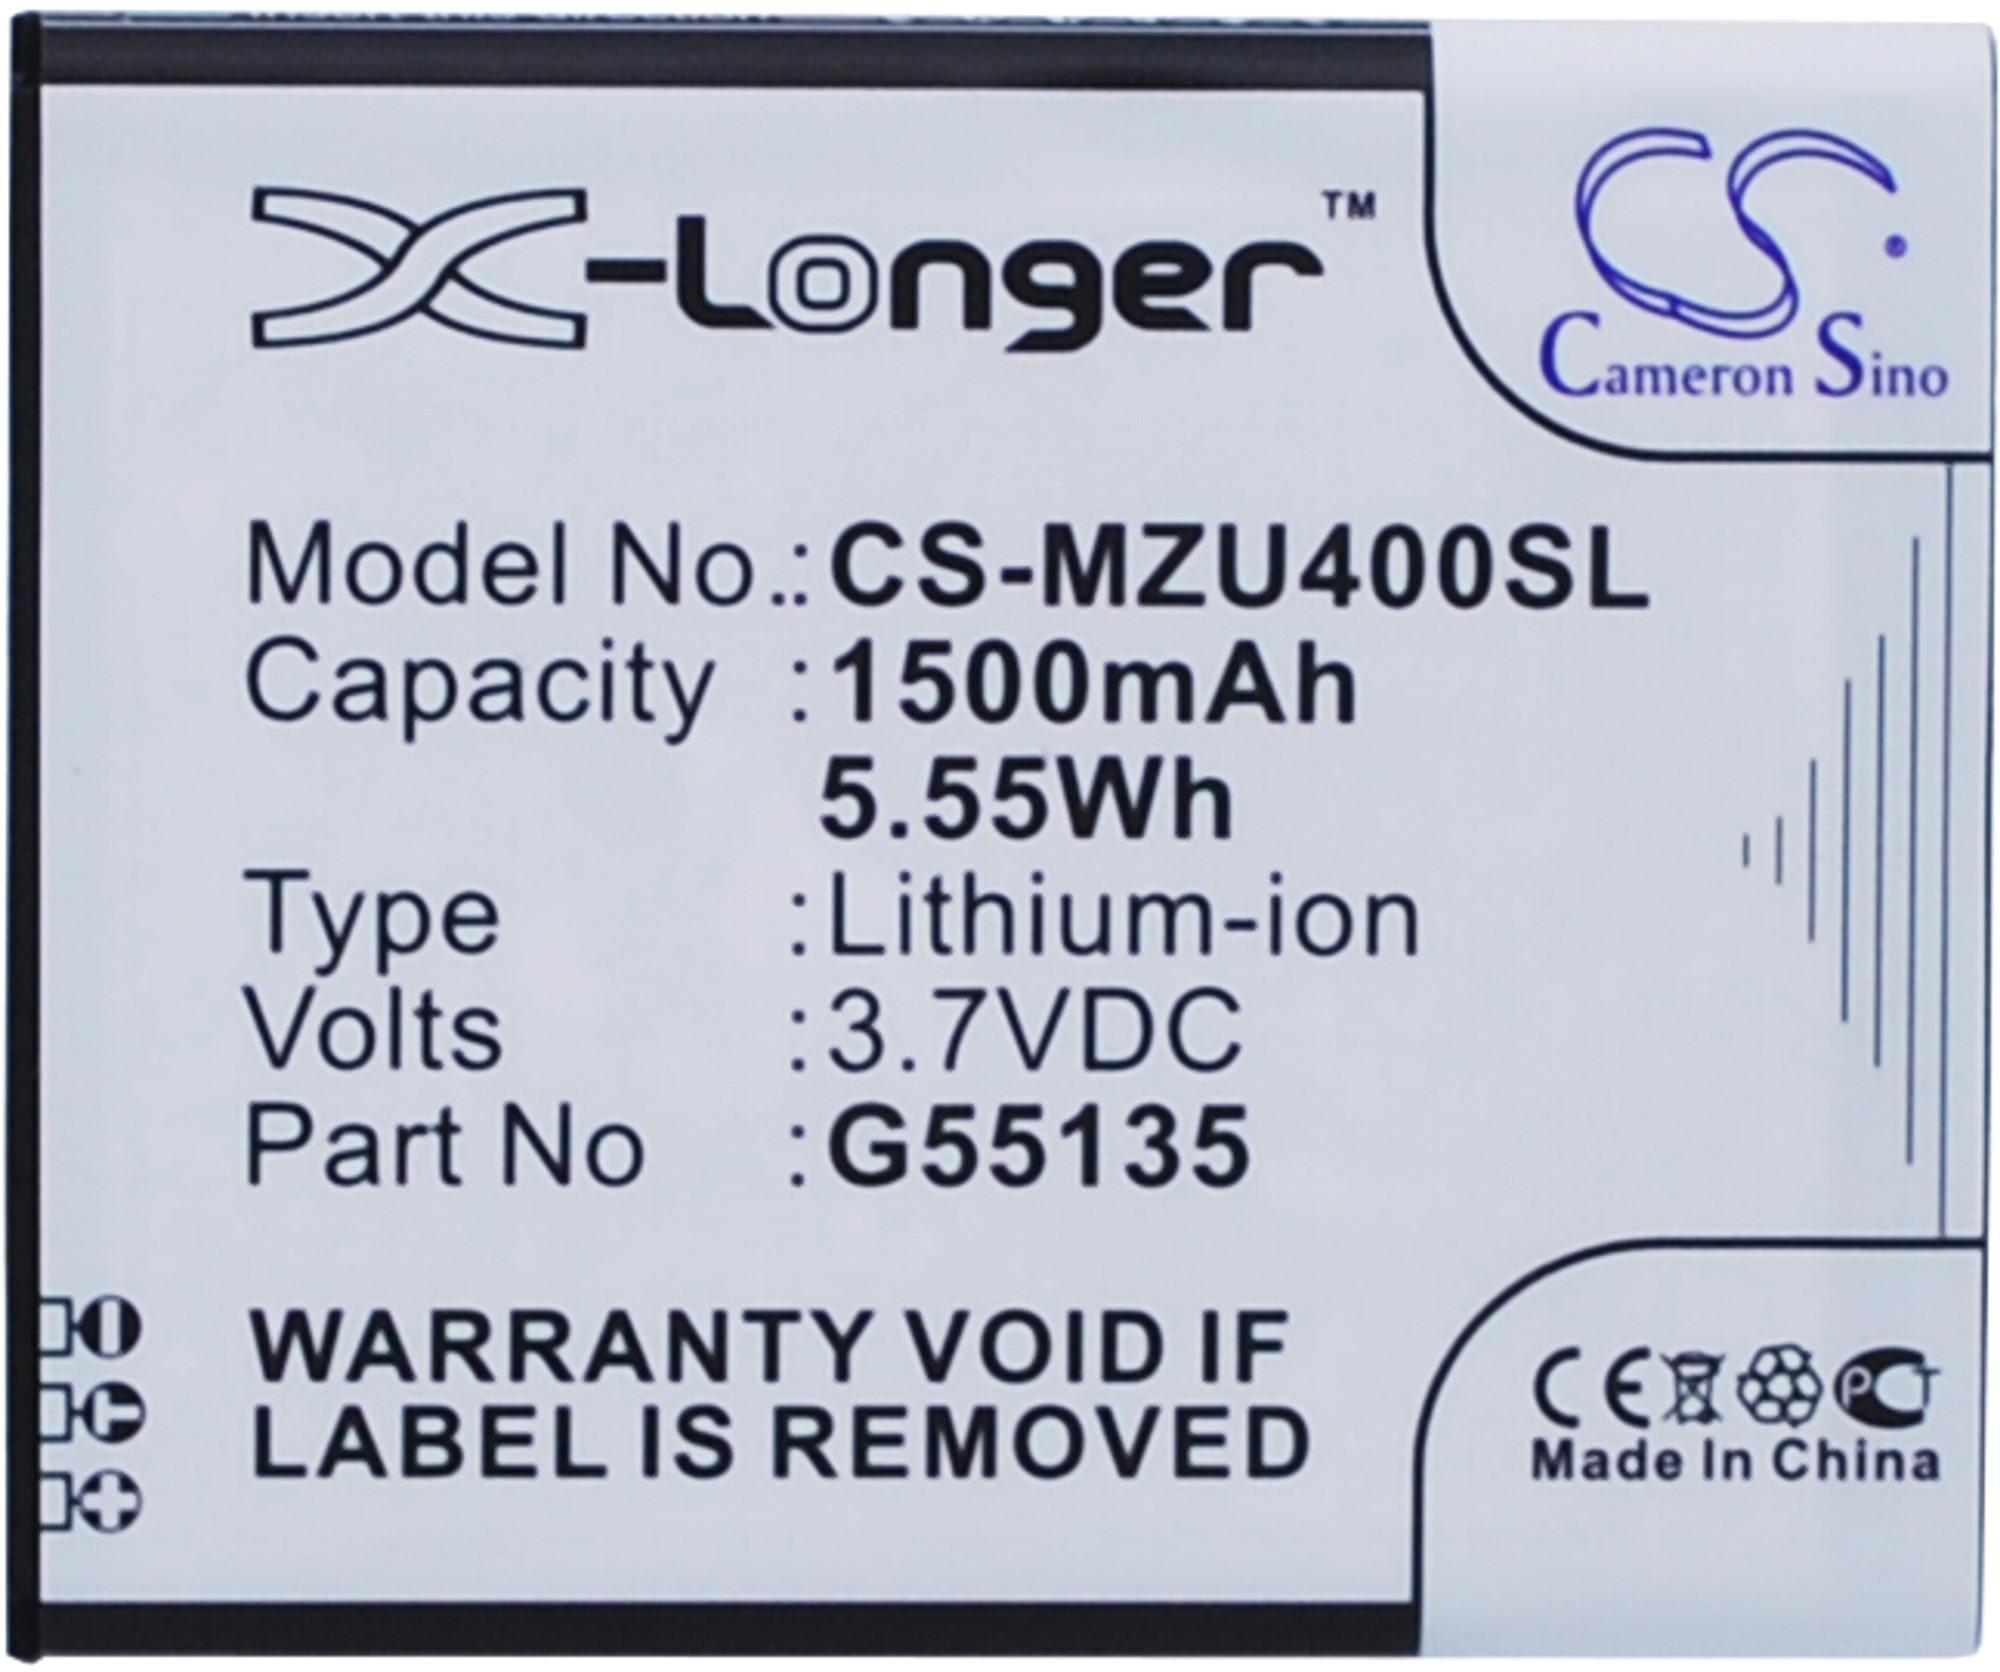 X-Longer™
CS®
Cameron Sino
Model No.: CS-MZU400SL
Capacity : 1500mAh
5.55Wh
Type : Lithium-ion
Volts : 3.7VDC
Part No : G55135
WARRANTY VOID IF
LABEL IS REMOVED
CE PCT
Made In China